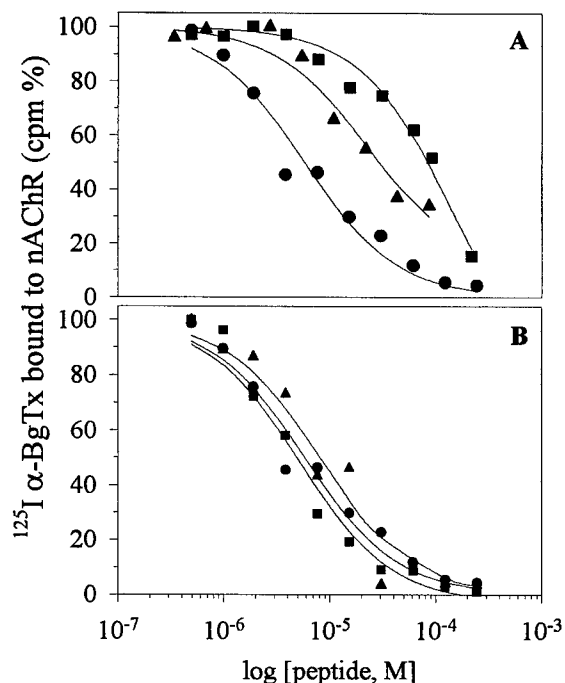 A
100
80
60
40
20
0
B
100
80
60
40
20
0
¹²⁵I α-BgTx bound to nAChR (cpm %)
10⁻⁷ 10⁻⁶ 10⁻⁵ 10⁻⁴ 10⁻³
log [peptide, M]